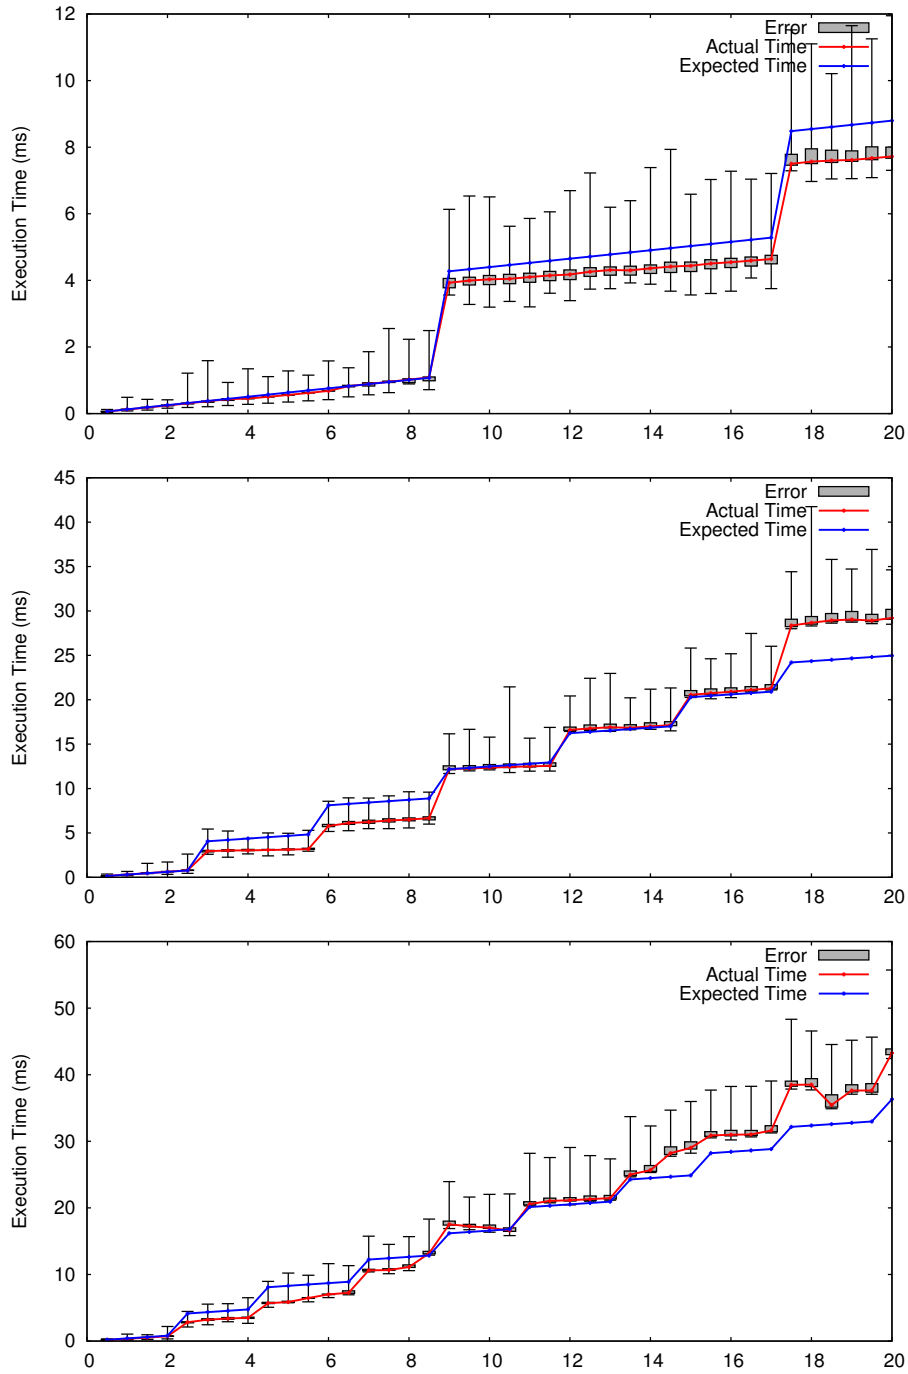 12
10
8
6
4
2
0
Execution Time (ms)
Error
Actual Time
Expected Time
0 2 4 6 8 10 12 14 16 18 20
45
40
35
30
25
20
15
10
5
0
Execution Time (ms)
Error
Actual Time
Expected Time
0 2 4 6 8 10 12 14 16 18 20
60
50
40
30
20
10
0
Execution Time (ms)
Error
Actual Time
Expected Time
0 2 4 6 8 10 12 14 16 18 20